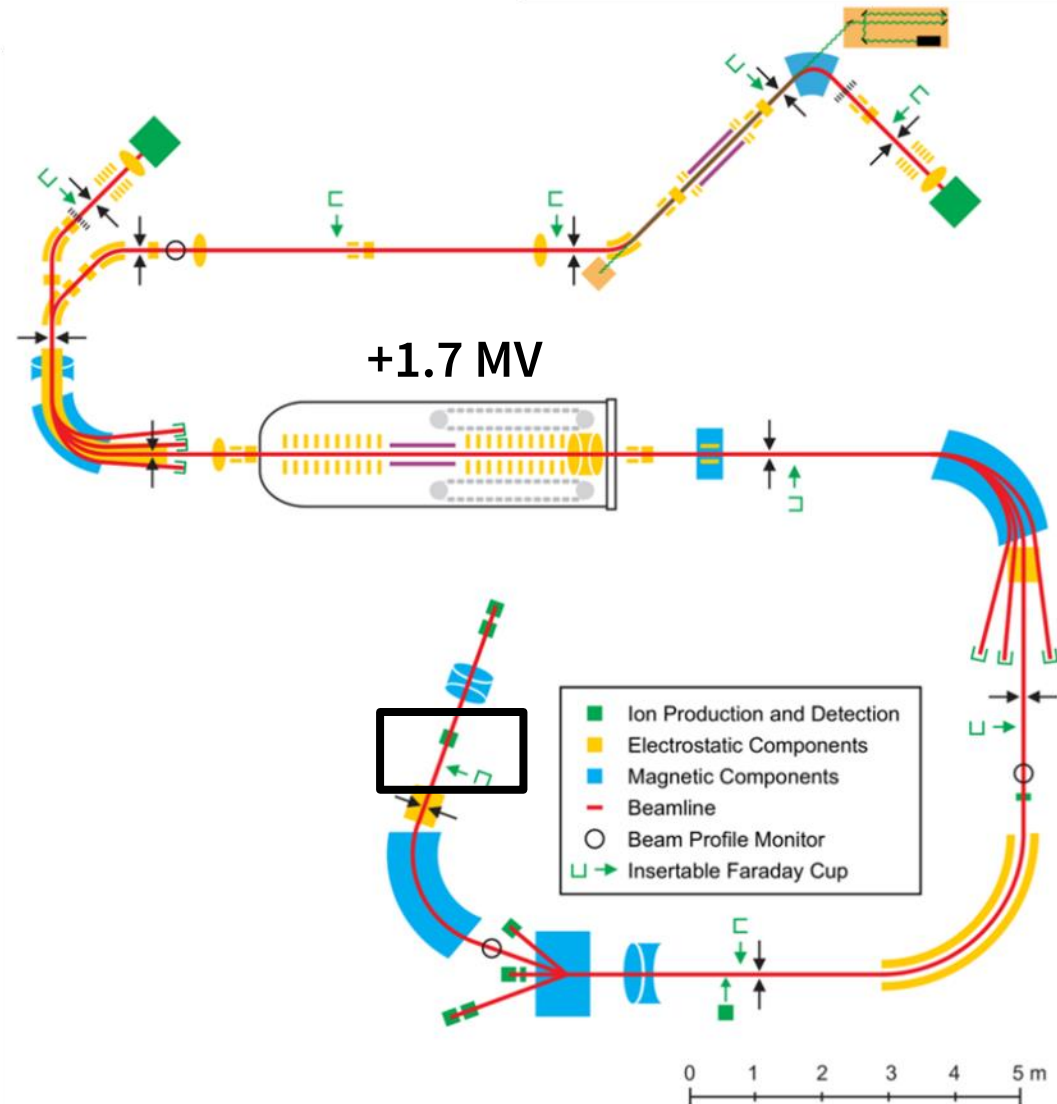 +1.7 MV
Ion Production and Detection
Electrostatic Components
Magnetic Components
Beamline
Beam Profile Monitor
Insertable Faraday Cup
0 1 2 3 4 5 m